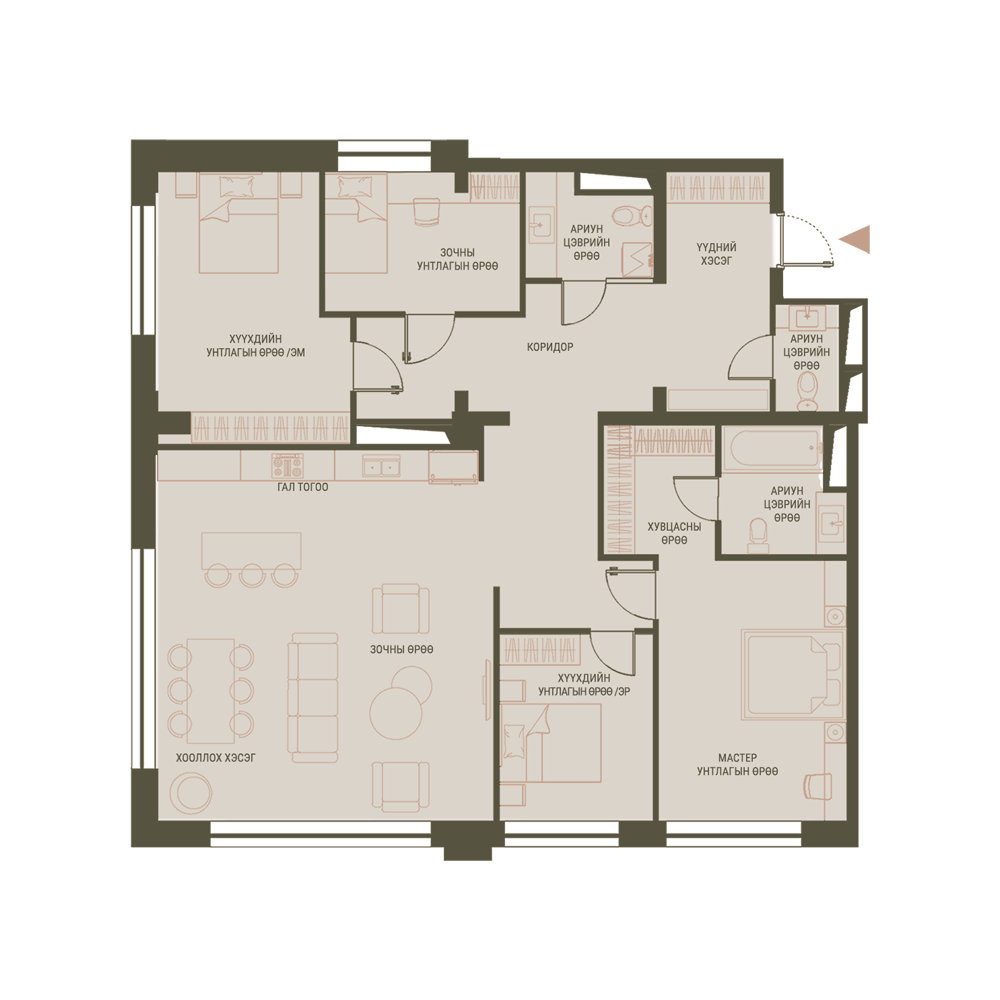 АРИУН
ЦЭВРИЙН
ӨРӨӨ
ЗОЧНЫ
УНТЛАГЫН ӨРӨӨ
ҮҮДНИЙ
ХЭСЭГ
ХҮҮХДИЙН
УНТЛАГЫН ӨРӨӨ /ЭМ
КОРИДОР
АРИУН
ЦЭВРИЙН
ӨРӨӨ
ГАЛ ТОГОО
АРИУН
ЦЭВРИЙН
ӨРӨӨ
ХУВЦАСНЫ
ӨРӨӨ
ЗОЧНЫ ӨРӨӨ
ХҮҮХДИЙН
УНТЛАГЫН ӨРӨӨ /ЭР
ХООЛЛОХ ХЭСЭГ
МАСТЕР
УНТЛАГЫН ӨРӨӨ